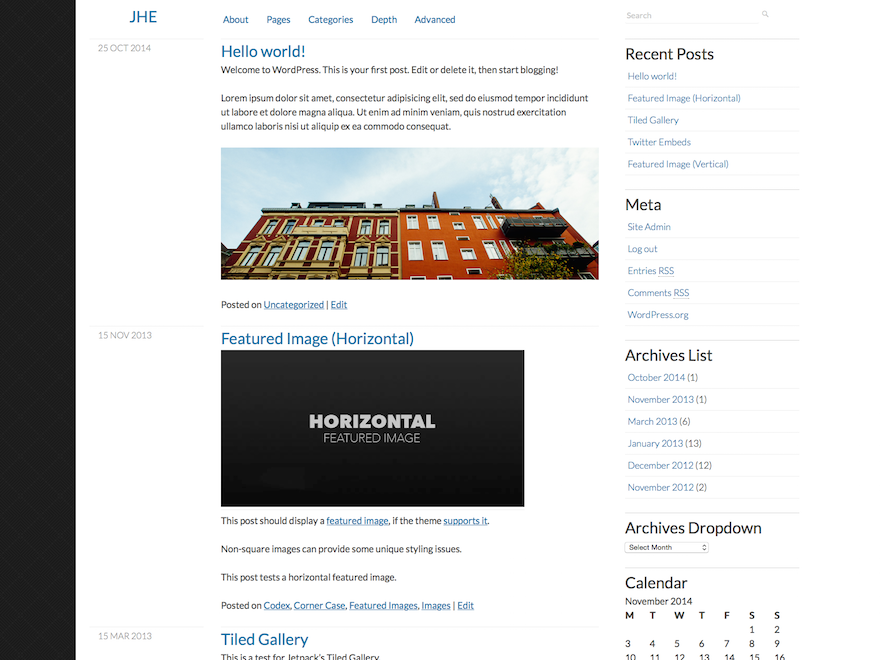 JHE
About Pages Categories Depth Advanced
Search
25 OCT 2014
Hello world!
Welcome to WordPress. This is your first post. Edit or delete it, then start blogging!
Lorem ipsum dolor sit amet, consectetur adipisicing elit, sed do eiusmod tempor incididunt
ut labore et dolore magna aliqua. Ut enim ad minim veniam, quis nostrud exercitation
ullamco laboris nisi ut aliquip ex ea commodo consequat.
Posted on Uncategorized | Edit
15 NOV 2013
Featured Image (Horizontal)
HORIZONTAL
FEATURED IMAGE
This post should display a featured image, if the theme supports it.
Non-square images can provide some unique styling issues.
This post tests a horizontal featured image.
Posted on Codex, Corner Case, Featured Images, Images | Edit
15 MAR 2013
Tiled Gallery
This is a test for Jetpack's Tiled Gallery.
Recent Posts
Hello world!
Featured Image (Horizontal)
Tiled Gallery
Twitter Embeds
Featured Image (Vertical)
Meta
Site Admin
Log out
Entries RSS
Comments RSS
WordPress.org
Archives List
October 2014 (1)
November 2013 (1)
March 2013 (6)
January 2013 (13)
December 2012 (12)
November 2012 (2)
Archives Dropdown
Select Month
Calendar
November 2014
M T W T F S S
1 2
3 4 5 6 7 8 9
10 11 12 13 14 15 16